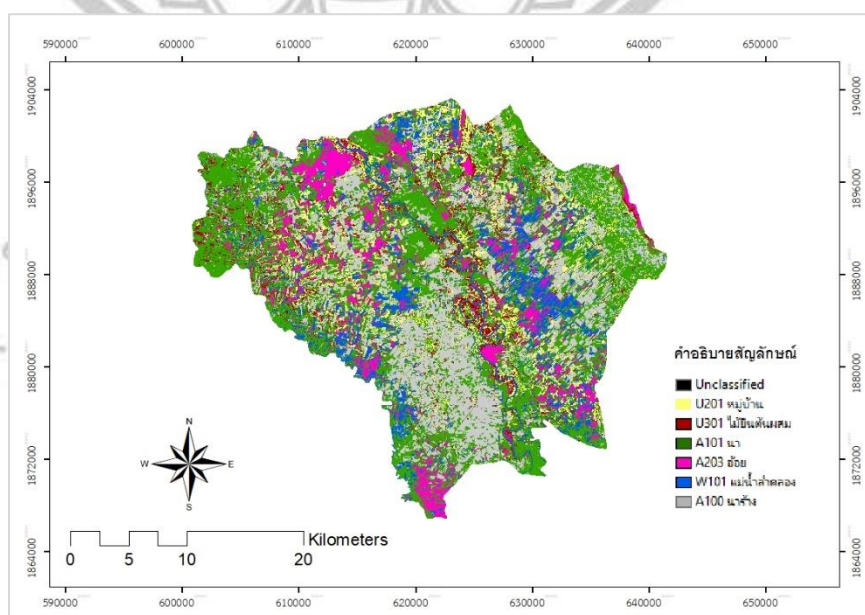 590000 600000 610000 620000 630000 640000 650000
1904000 1904000
1896000 1896000
1888000 1888000
1880000 1880000
1872000 1872000
1864000 1864000
คำอธิบายสัญลักษณ์
Unclassified
U201 หมู่บ้าน
U301 ไม้ยืนต้นผสม
A101 นา
A203 อ้อย
W101 แม่น้ำลำคลอง
A100 นาร้าง
N
W E
S
Kilometers
0 5 10 20
590000 600000 610000 620000 630000 640000 650000